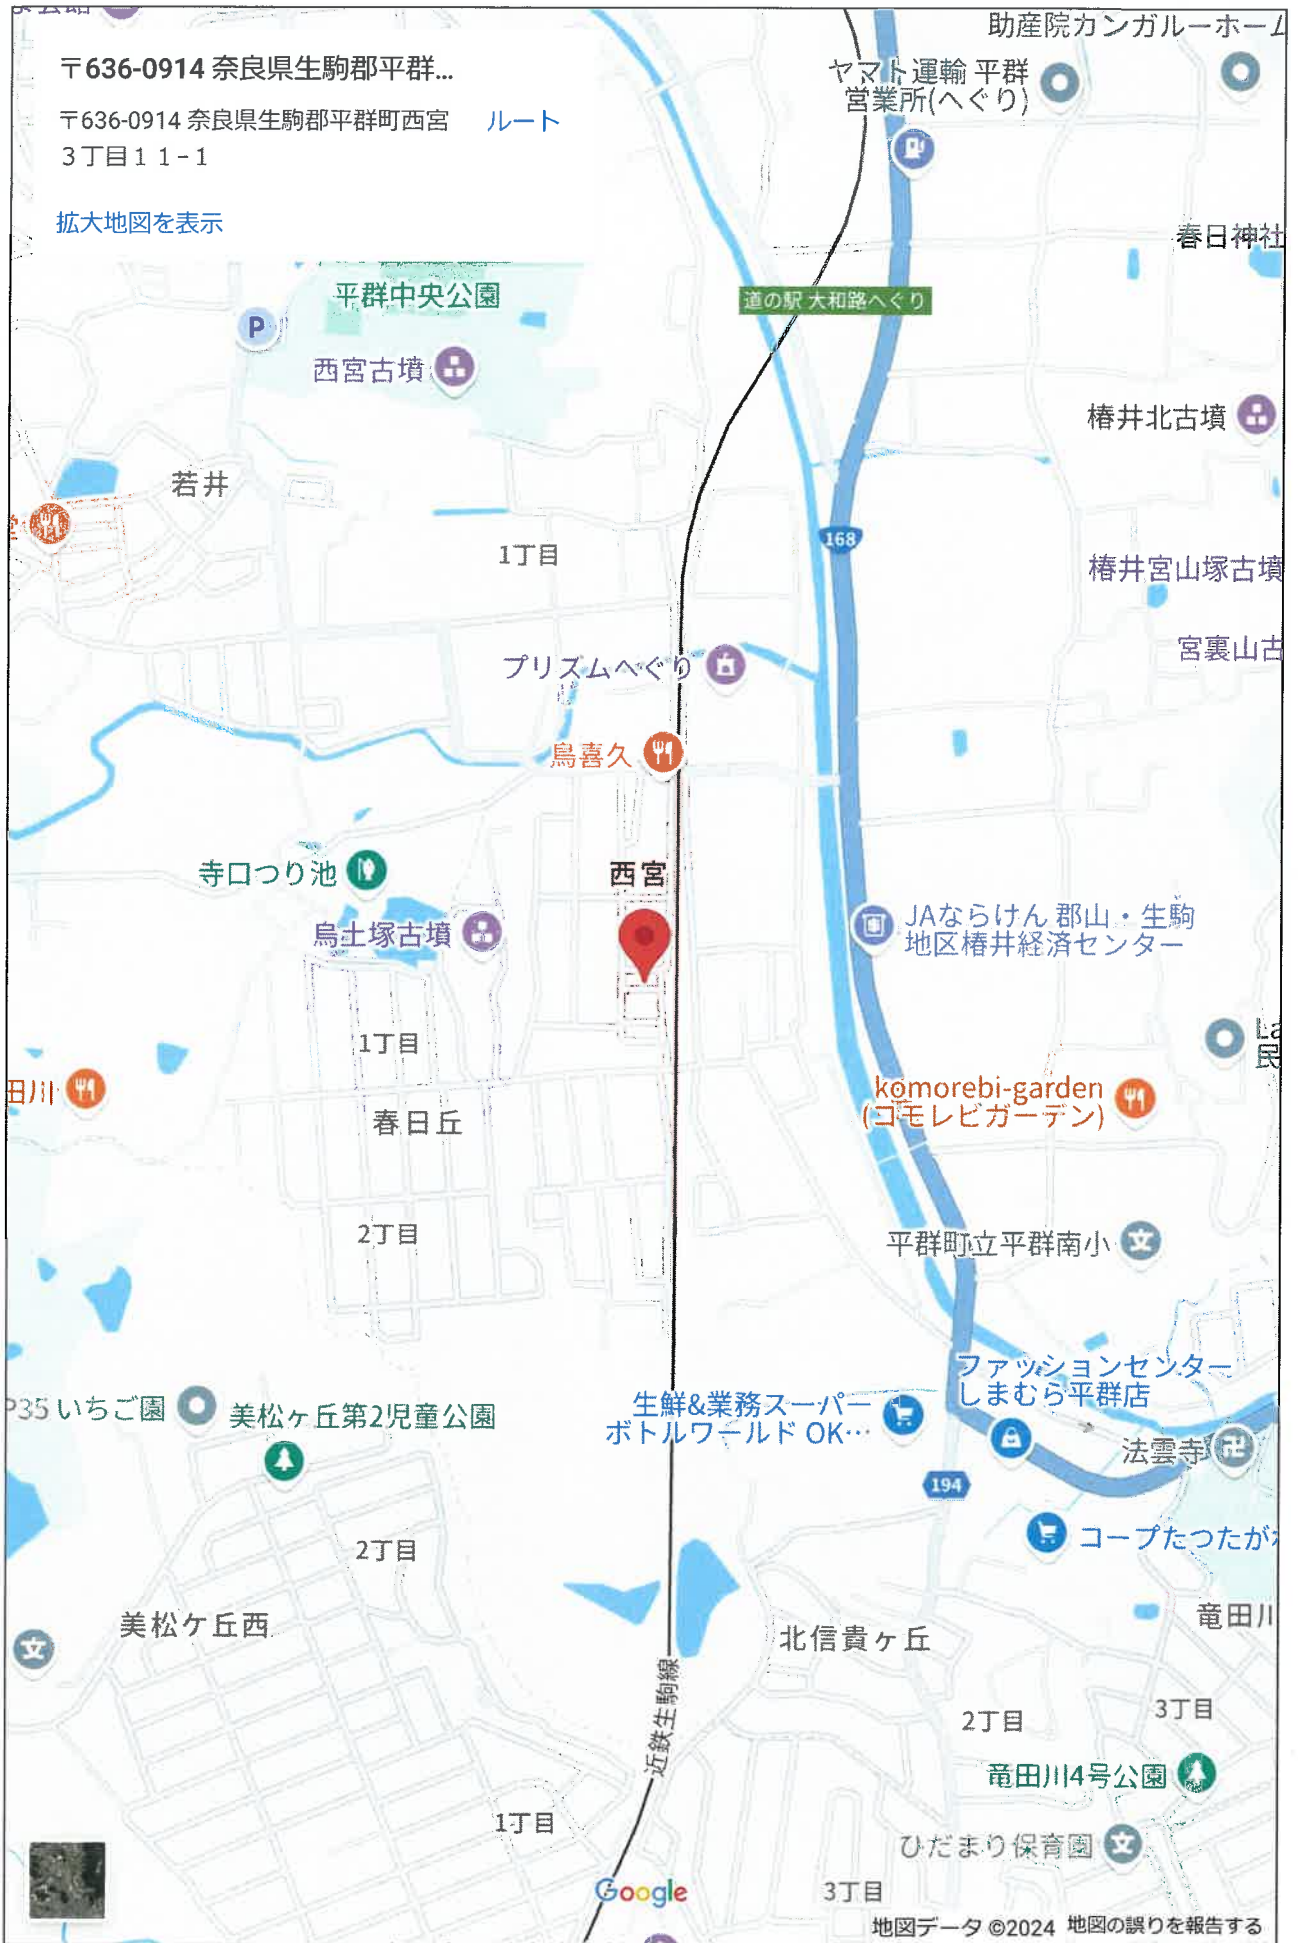 〒636-0914 奈良県生駒郡平群...
〒636-0914 奈良県生駒郡平群町西宮
3丁目11-1
ルート
拡大地図を表示
助産院カンガルーホーム
ヤマト運輸 平群
営業所(へぐり)
春日神社
道の駅 大和路へぐり
平群中央公園
P
西宮古墳
椿井北古墳
若井
168
1丁目
椿井宮山塚古墳
宮裏山古
プリズムへぐり
鳥喜久
寺口つり池
西宮
烏土塚古墳
JAならけん 郡山・生駒
地区椿井経済センター
1丁目
La
民
田川
komorebi-garden
(コモレビガーデン)
春日丘
2丁目
平群町立平群南小
文
ファッションセンター
しまむら平群店
P35 いちご園
美松ヶ丘第2児童公園
生鮮&業務スーパー
ボトルワールド OK…
法雲寺
194
コープたつたが
2丁目
美松ケ丘西
文
北信貴ヶ丘
竜田川
近鉄生駒線
2丁目
3丁目
竜田川4号公園
1丁目
ひだまり保育園
文
Google
3丁目
地図データ ©2024
地図の誤りを報告する